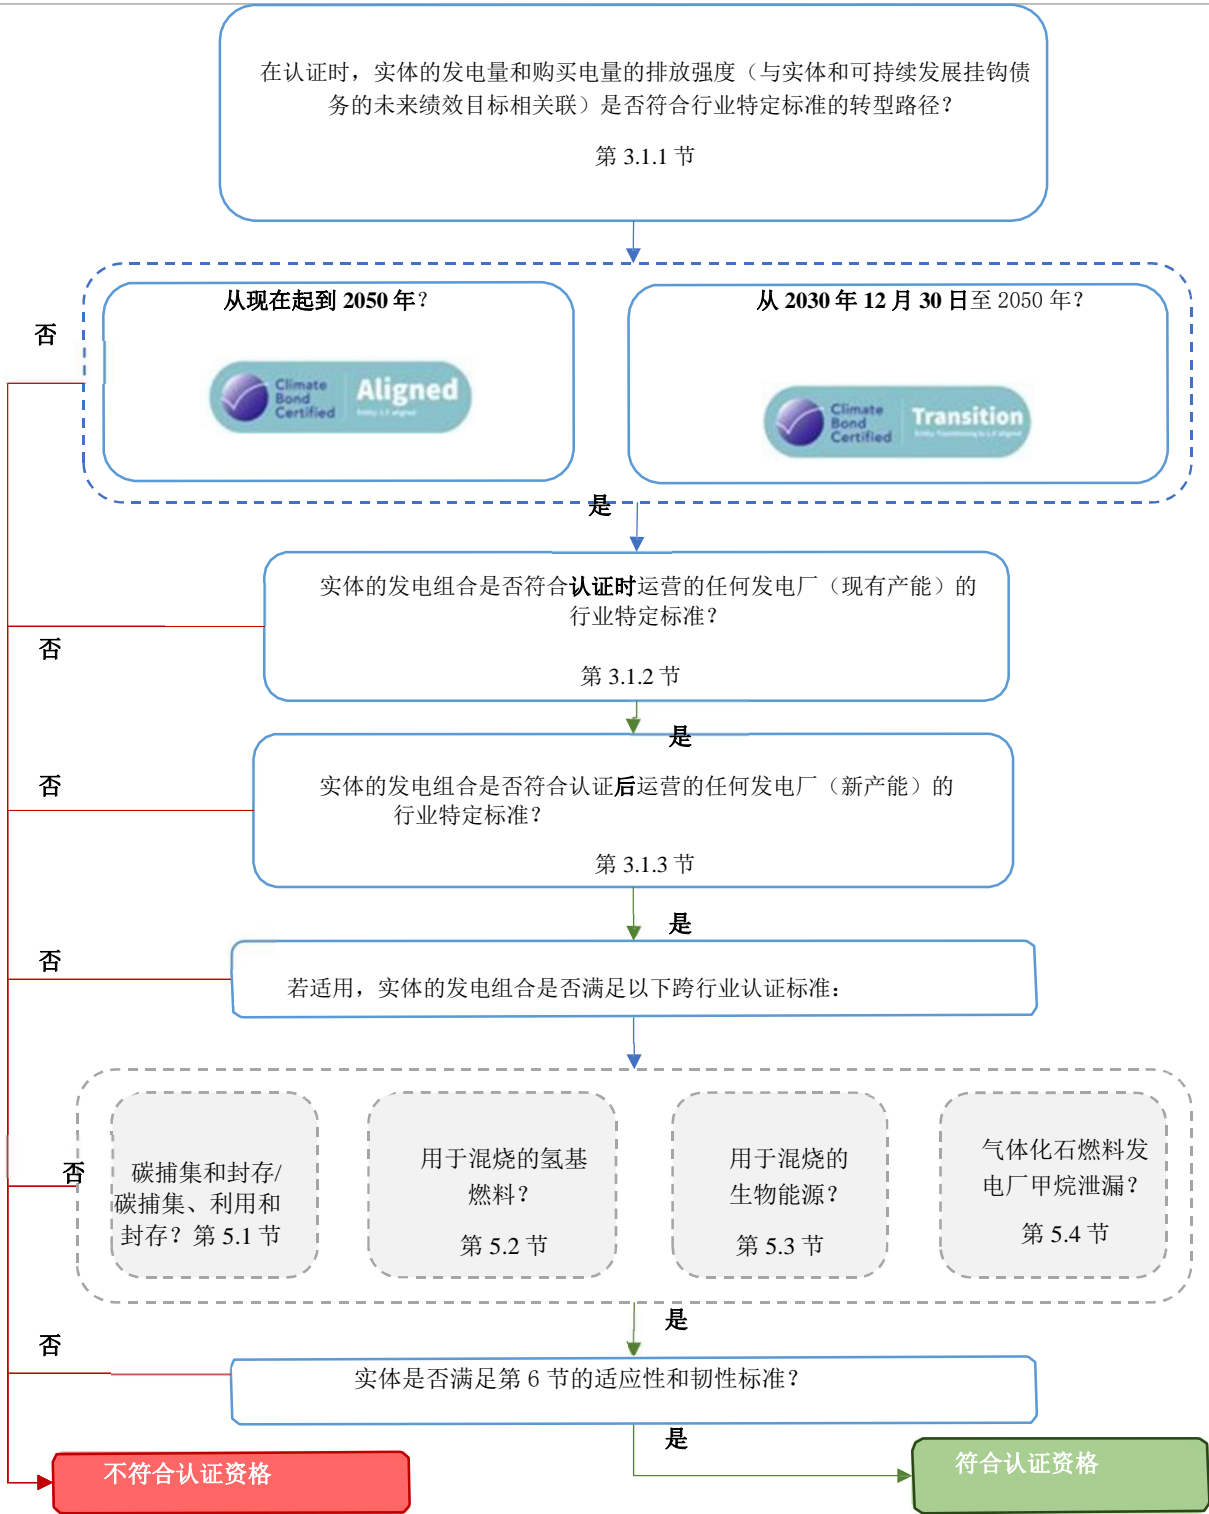 在认证时，实体的发电量和购买电量的排放强度（与实体和可持续发展挂钩债
务的未来绩效目标相关联）是否符合行业特定标准的转型路径？
第 3.1.1 节
从现在起到 2050 年？
从 2030 年 12 月 30 日至 2050 年？
否
Climate
Bond
Certified
Aligned
Climate
Bond
Certified
Transition
是
实体的发电组合是否符合认证时运营的任何发电厂（现有产能）的
行业特定标准？
否
第 3.1.2 节
是
实体的发电组合是否符合认证后运营的任何发电厂（新产能）的
行业特定标准？
否
第 3.1.3 节
是
否
若适用，实体的发电组合是否满足以下跨行业认证标准：
否
碳捕集和封存/
碳捕集、利用和
封存？第 5.1 节
用于混烧的氢基
燃料？
第 5.2 节
用于混烧的
生物能源？
第 5.3 节
气体化石燃料发
电厂甲烷泄漏？
第 5.4 节
是
否
实体是否满足第 6 节的适应性和韧性标准？
是
不符合认证资格
符合认证资格